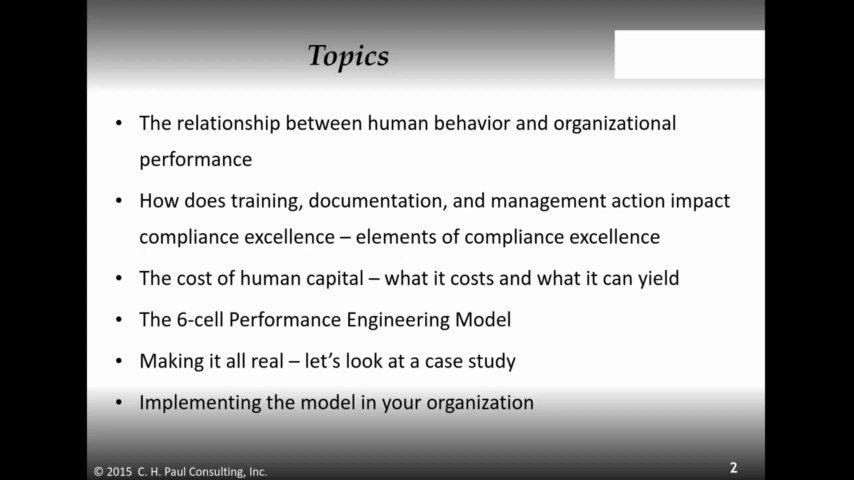 Topics
• The relationship between human behavior and organizational
performance
• How does training, documentation, and management action impact
compliance excellence – elements of compliance excellence
• The cost of human capital – what it costs and what it can yield
• The 6-cell Performance Engineering Model
• Making it all real – let’s look at a case study
• Implementing the model in your organization
© 2015 C. H. Paul Consulting, Inc.
2